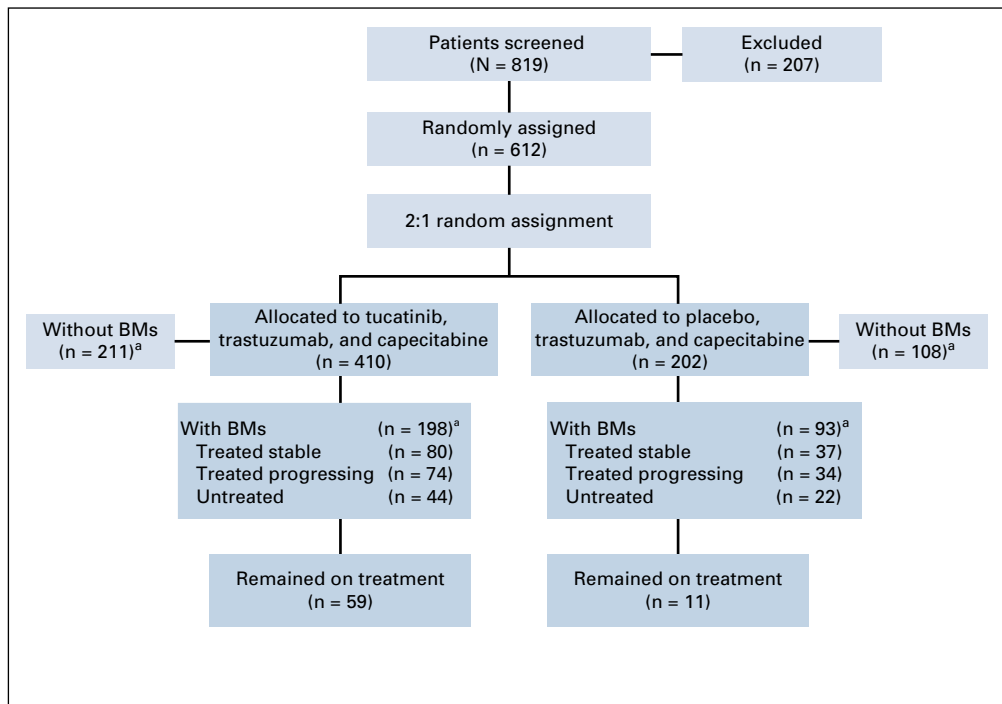 Patients screened
(N = 819)
Excluded
(n = 207)
Randomly assigned
(n = 612)
2:1 random assignment
Without BMs
(n = 211)a
Allocated to tucatinib,
trastuzumab, and capecitabine
(n = 410)
Allocated to placebo,
trastuzumab, and capecitabine
(n = 202)
Without BMs
(n = 108)a
With BMs (n = 198)a
Treated stable (n = 80)
Treated progressing (n = 74)
Untreated (n = 44)
With BMs (n = 93)a
Treated stable (n = 37)
Treated progressing (n = 34)
Untreated (n = 22)
Remained on treatment
(n = 59)
Remained on treatment
(n = 11)